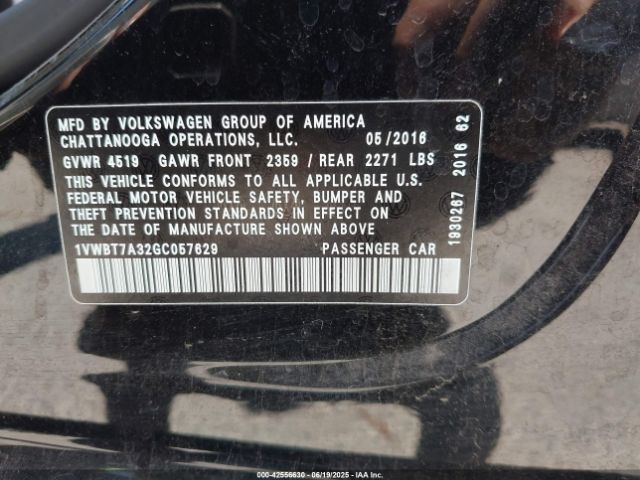 MFD BY VOLKSWAGEN GROUP OF AMERICA
CHATTANOOGA OPERATIONS, LLC. 05/2016
GVWR 4519 GAWR FRONT 2359 / REAR 2271 LBS
THIS VEHICLE CONFORMS TO ALL APPLICABLE U.S.
FEDERAL MOTOR VEHICLE SAFETY, BUMPER AND
THEFT PREVENTION STANDARDS IN EFFECT ON
THE DATE OF MANUFACTURE SHOWN ABOVE
1VWBT7A32GC057629 PASSENGER CAR
1930267 2016 62
000-42556630 - 06/19/2025 - IAA Inc.